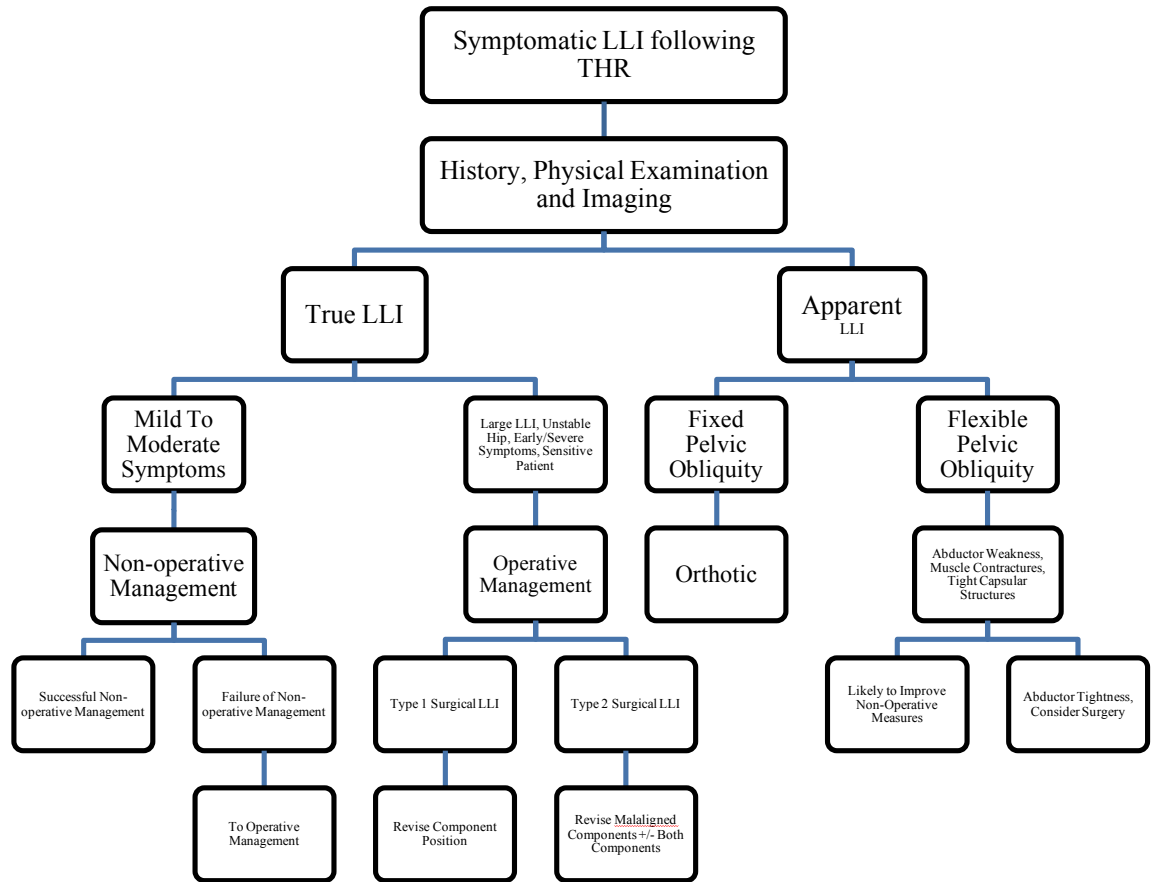 Symptomatic LLI following
THR
History, Physical Examination
and Imaging
True LLI
Apparent
LLI
Mild To
Moderate
Symptoms
Large LLI, Unstable
Hip, Early/Severe
Symptoms, Sensitive
Patient
Fixed
Pelvic
Obliquity
Flexible
Pelvic
Obliquity
Non-operative
Management
Operative
Management
Orthotic
Abductor Weakness,
Muscle Contractures,
Tight Capsular
Structures
Successful Non-
operative Management
Failure of Non-
operative Management
Type 1 Surgical LLI
Type 2 Surgical LLI
Likely to Improve
Non-Operative
Measures
Abductor Tightness,
Consider Surgery
To Operative
Management
Revise Component
Position
Revise Malaligned
Components +/- Both
Components